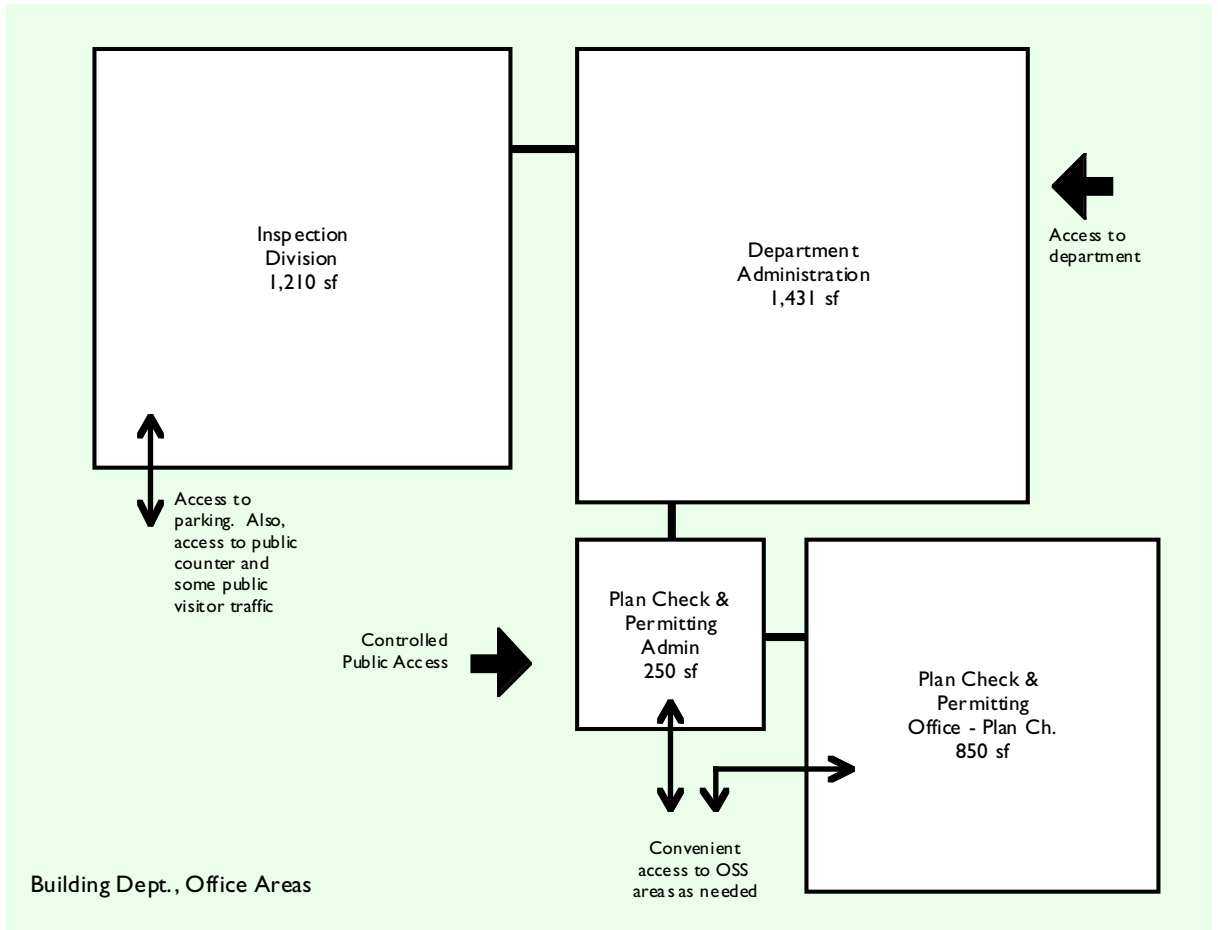 Inspection
Division
1,210 sf
Department
Administration
1,431 sf
Access to
department
Access to
parking.  Also,
access to public
counter and
some public
visitor traffic
Controlled
Public Access
Plan Check &
Permitting
Admin
250 sf
Plan Check &
Permitting
Office - Plan Ch.
850 sf
Convenient
access to OSS
areas as needed
Building Dept., Office Areas